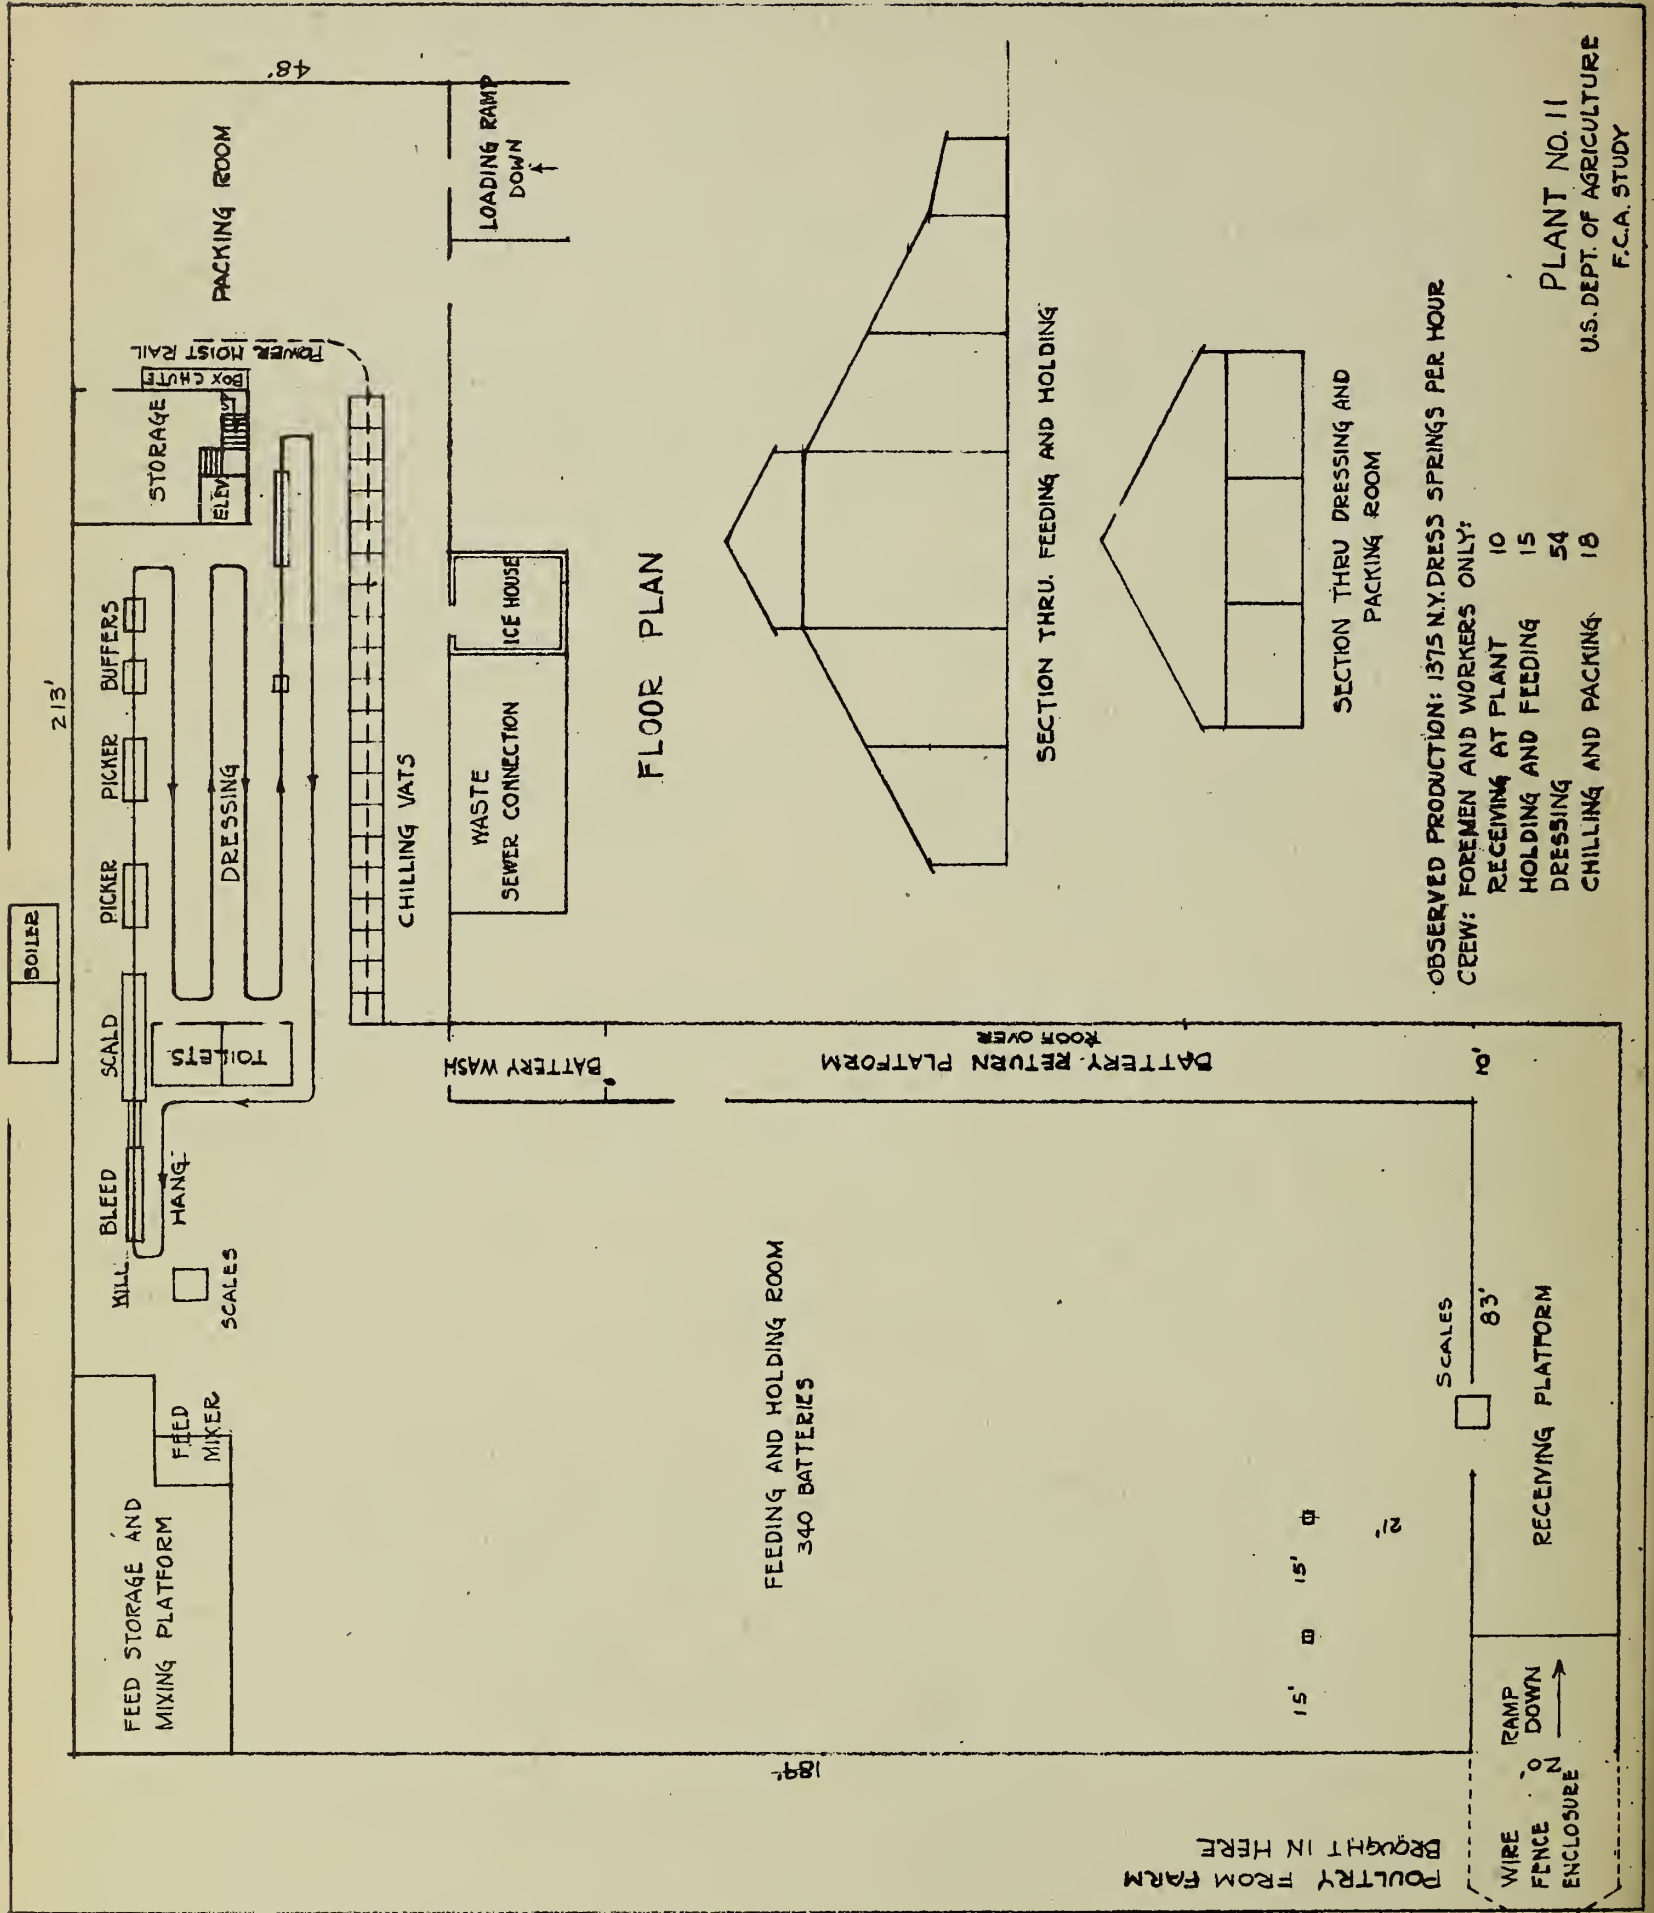 213'
BOILER
48'
FEED STORAGE AND
MIXING PLATFORM
FEED
MIXER
KILL
BLEED
HANG
SCALES
SCALD
TOILETS
PICKER
PICKER
BUFFERS
DRESSING
STORAGE
ELEV
UP
BOX CHUTE
POWER HOIST RAIL
PACKING ROOM
CHILLING VATS
LOADING RAMP
DOWN
WASTE
SEWER CONNECTION
ICE HOUSE
BATTERY WASH
BATTERY RETURN PLATFORM
ROOF OVER
10'
FLOOR PLAN
FEEDING AND HOLDING ROOM
340 BATTERIES
189'
15'
15'
21'
SCALES
83'
RECEIVING PLATFORM
RAMP
DOWN
WIRE
FENCE
ENCLOSURE
POULTRY FROM FARM
BROUGHT IN HERE
SECTION THRU. FEEDING AND HOLDING
SECTION THRU DRESSING AND
PACKING ROOM
OBSERVED PRODUCTION: 1375 N.Y. DRESS SPRINGS PER HOUR
CREW: FOREMEN AND WORKERS ONLY:
RECEIVING AT PLANT 10
HOLDING AND FEEDING 15
DRESSING 54
CHILLING AND PACKING 18
PLANT NO. 11
U.S. DEPT. OF AGRICULTURE
F.C.A. STUDY